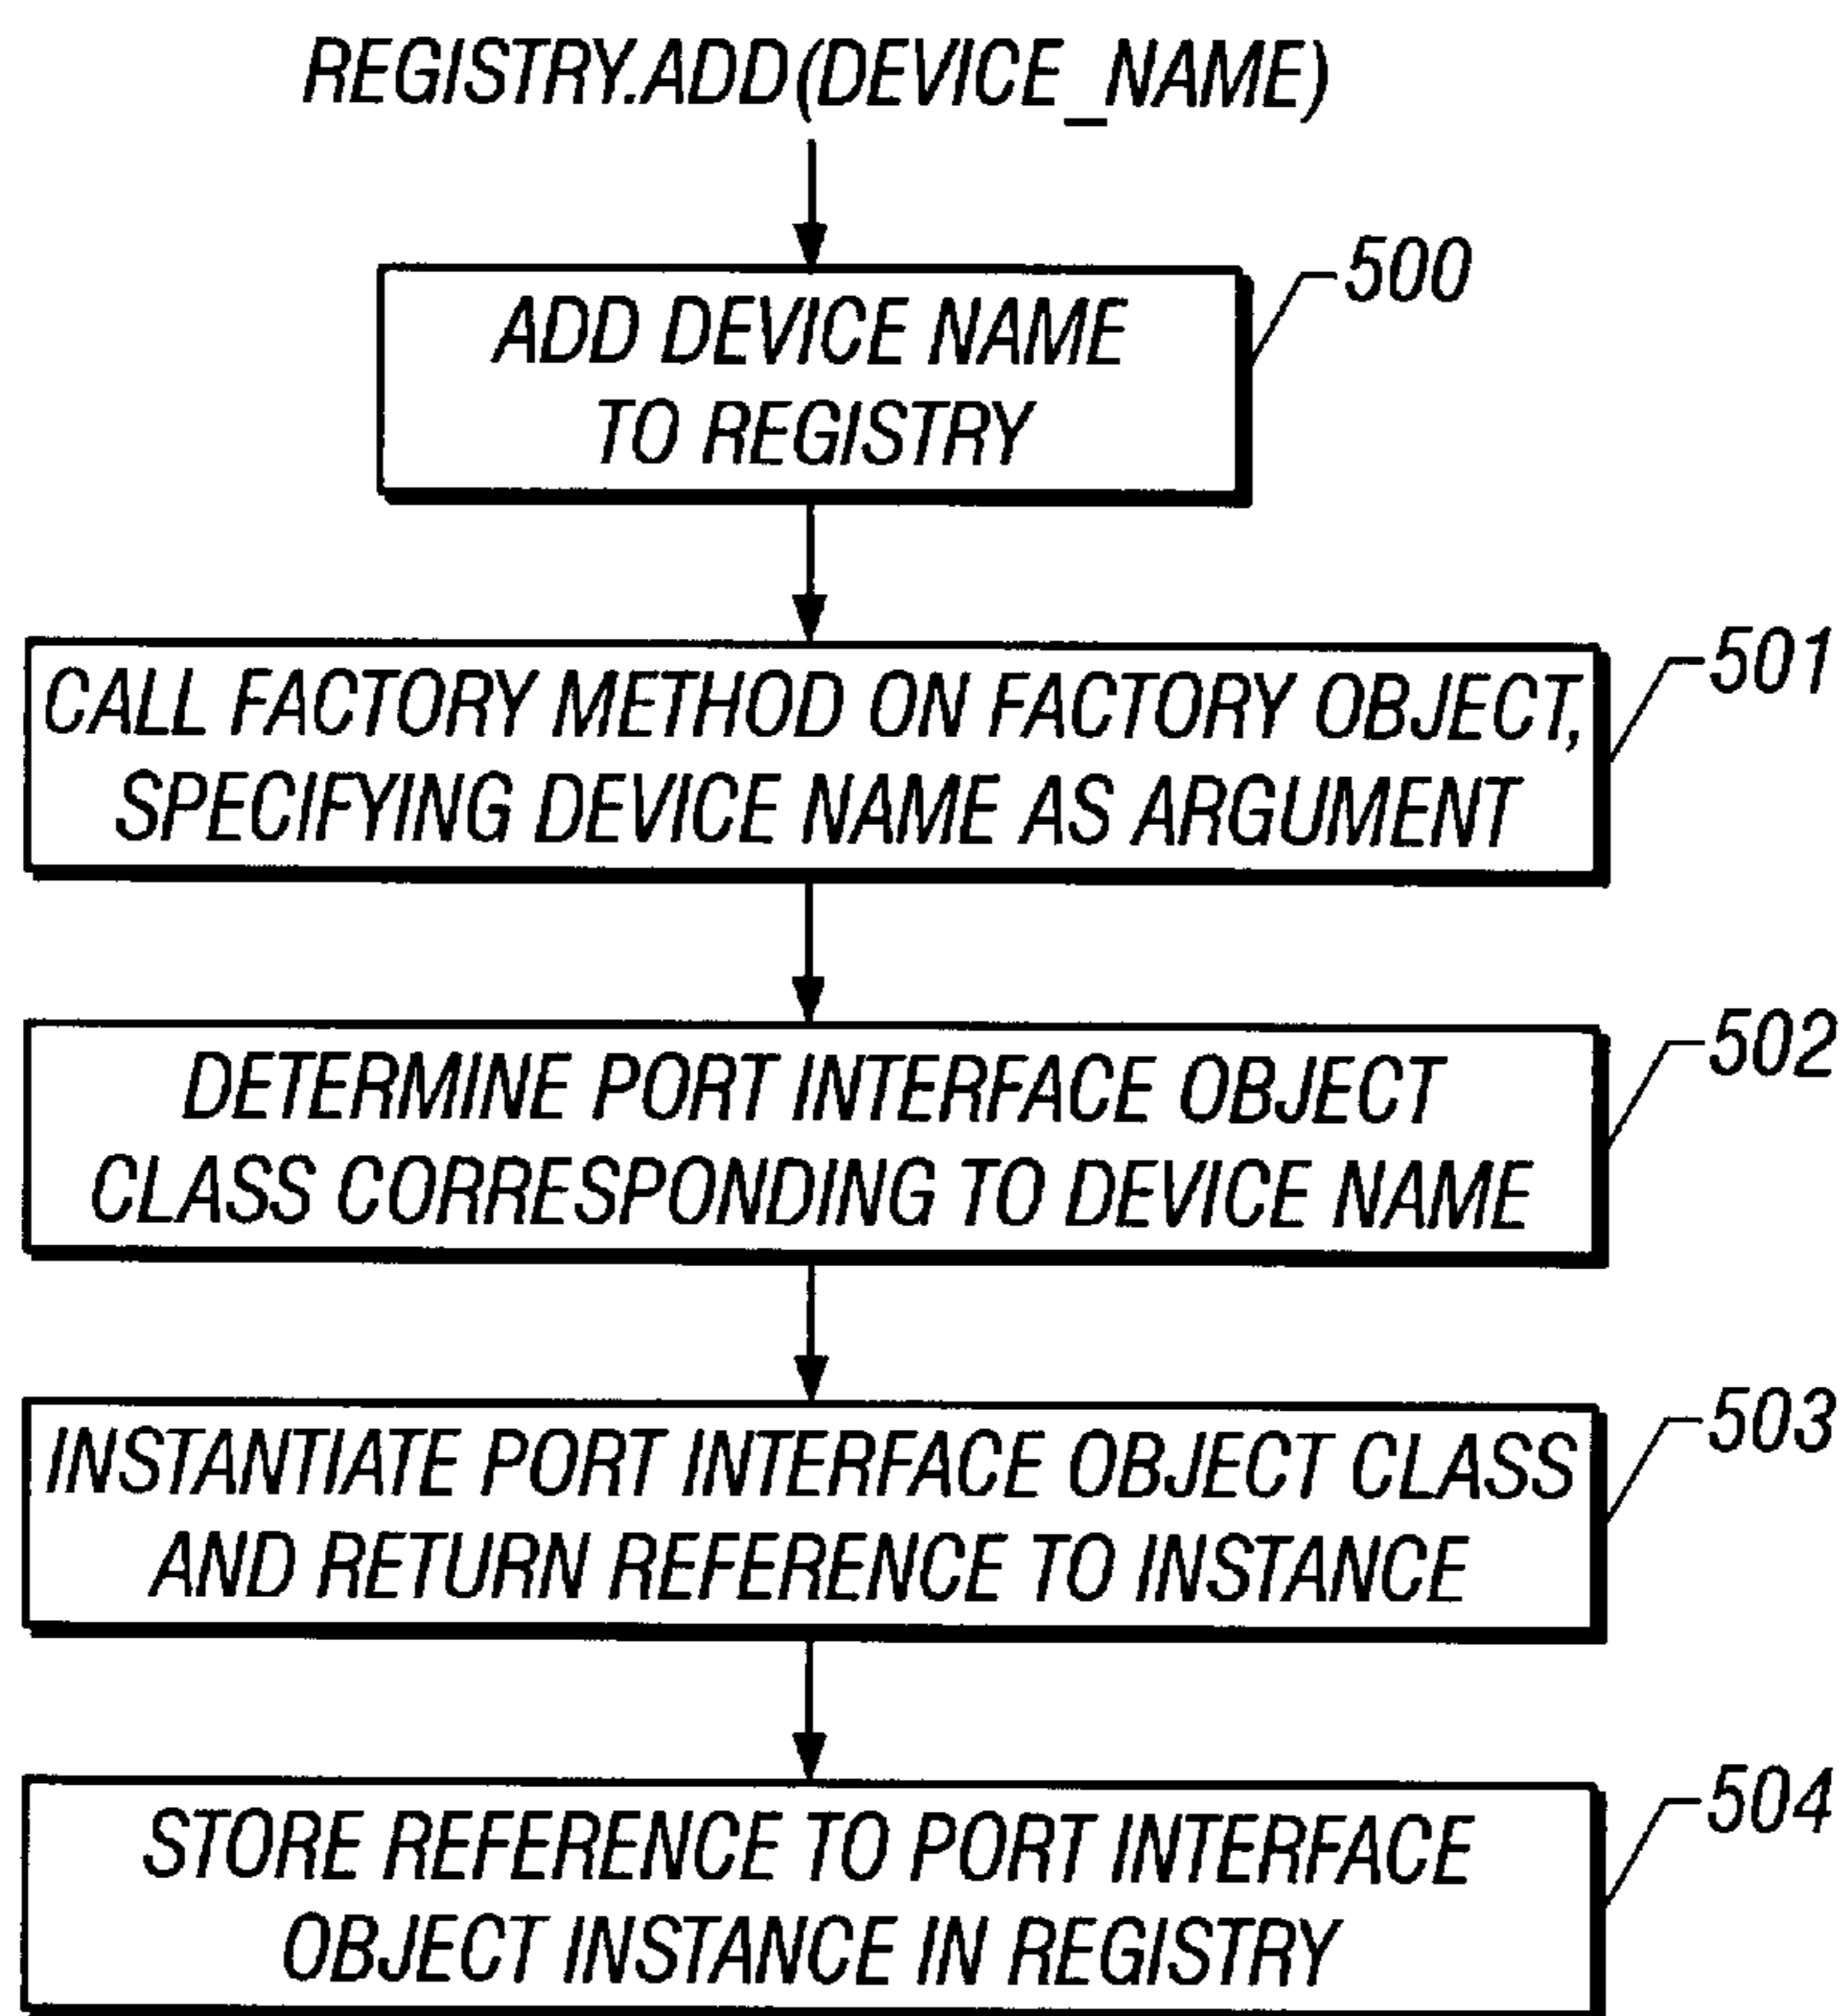 REGISTRY.ADD(DEVICE_NAME)
500
ADD DEVICE NAME
TO REGISTRY
501
CALL FACTORY METHOD ON FACTORY OBJECT,
SPECIFYING DEVICE NAME AS ARGUMENT
502
DETERMINE PORT INTERFACE OBJECT
CLASS CORRESPONDING TO DEVICE NAME
503
INSTANTIATE PORT INTERFACE OBJECT CLASS
AND RETURN REFERENCE TO INSTANCE
504
STORE REFERENCE TO PORT INTERFACE
OBJECT INSTANCE IN REGISTRY